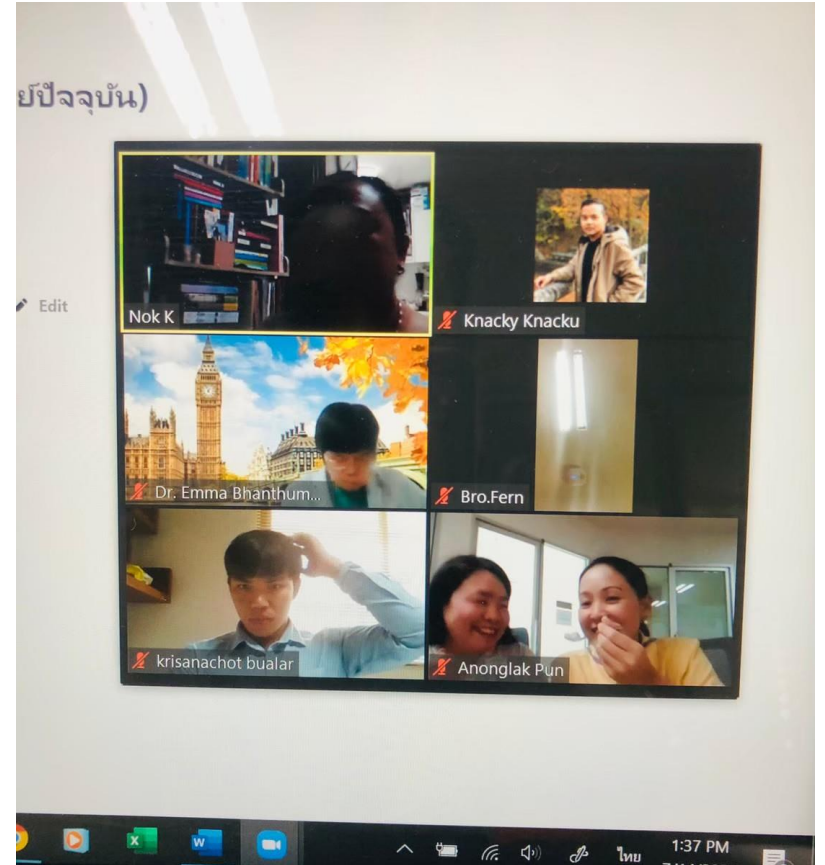 ย์ปัจจุบัน)
Edit
Nok K
Knacky Knacku
Dr. Emma Bhanthum...
Bro.Fern
krisanachot bualar
Anonglak Pun
ไทย
1:37 PM